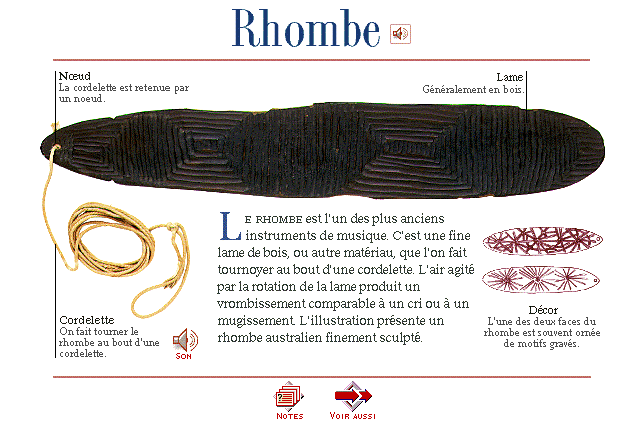 Rhombe
Nœud
La cordelette est retenue par
un noeud.
Lame
Généralement en bois.
LE RHOMBE est l'un des plus anciens
instruments de musique. C'est une fine
lame de bois, ou autre matériau, que l'on fait
tournoyer au bout d'une cordelette. L'air agité
par la rotation de la lame produit un
vrombissement comparable à un cri ou à un
mugissement. L'illustration présente un
rhombe australien finement sculpté.
Cordelette
On fait tourner le
rhombe au bout d'une
cordelette.
SON
Décor
L'une des deux faces du
rhombe est souvent ornée
de motifs gravés.
NOTES
VOIR AUSSI